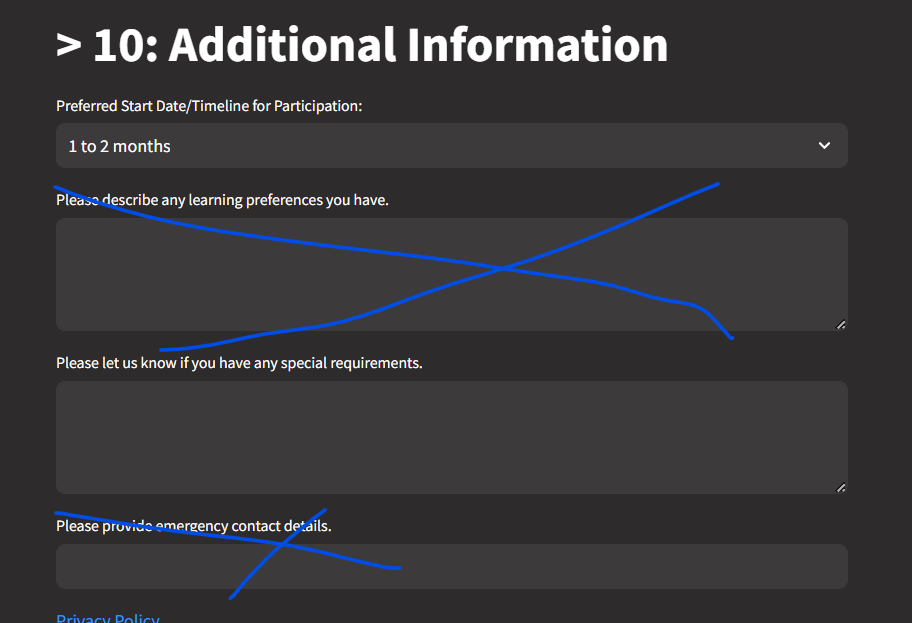 > 10: Additional Information
Preferred Start Date/Timeline for Participation:
1 to 2 months
Please describe any learning preferences you have.
Please let us know if you have any special requirements.
Please provide emergency contact details.
Privacy Policy